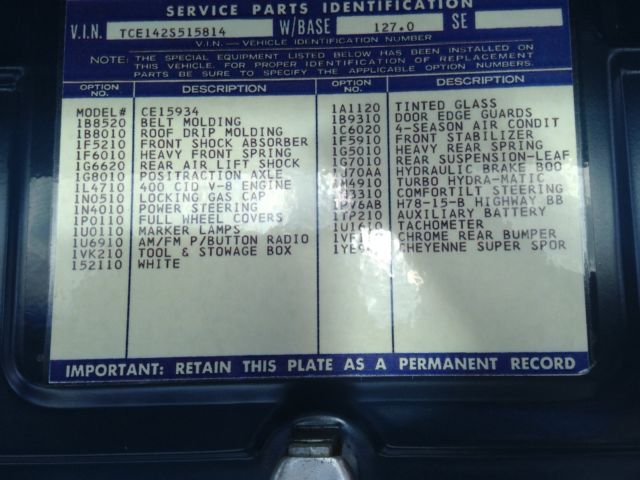 SERVICE PARTS IDENTIFICATION
V.I.N. TCE142S515814 W/BASE 127.0 SE
V.I.N. — VEHICLE IDENTIFICATION NUMBER
NOTE: THE SPECIAL EQUIPMENT LISTED BELOW HAS BEEN INSTALLED ON
THIS VEHICLE. FOR PROPER IDENTIFICATION OF REPLACEMENT
PARTS BE SURE TO SPECIFY THE APPLICABLE OPTION NUMBERS.
OPTION NO. DESCRIPTION
MODEL# CE15934
1B8520 BELT MOLDING
1B8010 ROOF DRIP MOLDING
1F5210 FRONT SHOCK ABSORBER
1F6010 HEAVY FRONT SPRING
1G6620 REAR AIR LIFT SHOCK
1G8010 POSITRACTION AXLE
1L4710 400 CID V-8 ENGINE
1N0510 LOCKING GAS CAP
1N4010 POWER STEERING
1P0110 FULL WHEEL COVERS
1U0110 MARKER LAMPS
1U6910 AM/FM P/BUTTON RADIO
1VK210 TOOL & STOWAGE BOX
152110 WHITE
OPTION NO. DESCRIPTION
1A1120 TINTED GLASS
1B9310 DOOR EDGE GUARDS
1C6020 4-SEASON AIR CONDIT
1F5910 FRONT STABILIZER
1G5010 HEAVY REAR SPRING
1G7010 REAR SUSPENSION-LEAF
1J70AA HYDRAULIC BRAKE BOO
M4910 TURBO HYDRA-MATIC
3310 COMFORTILT STEERING
V6AB H78-15-B HIGHWAY BB
1TP210 AUXILIARY BATTERY
TACHOMETER
CHROME REAR BUMPER
CHEYENNE SUPER SPOR
IMPORTANT: RETAIN THIS PLATE AS A PERMANENT RECORD